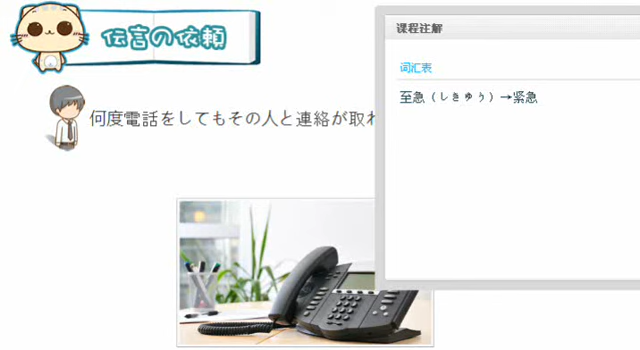 伝言の依頼
何度電話をしてもその人と連絡が取れ
课程注解
词汇表
至急（しきゆう）→紧急